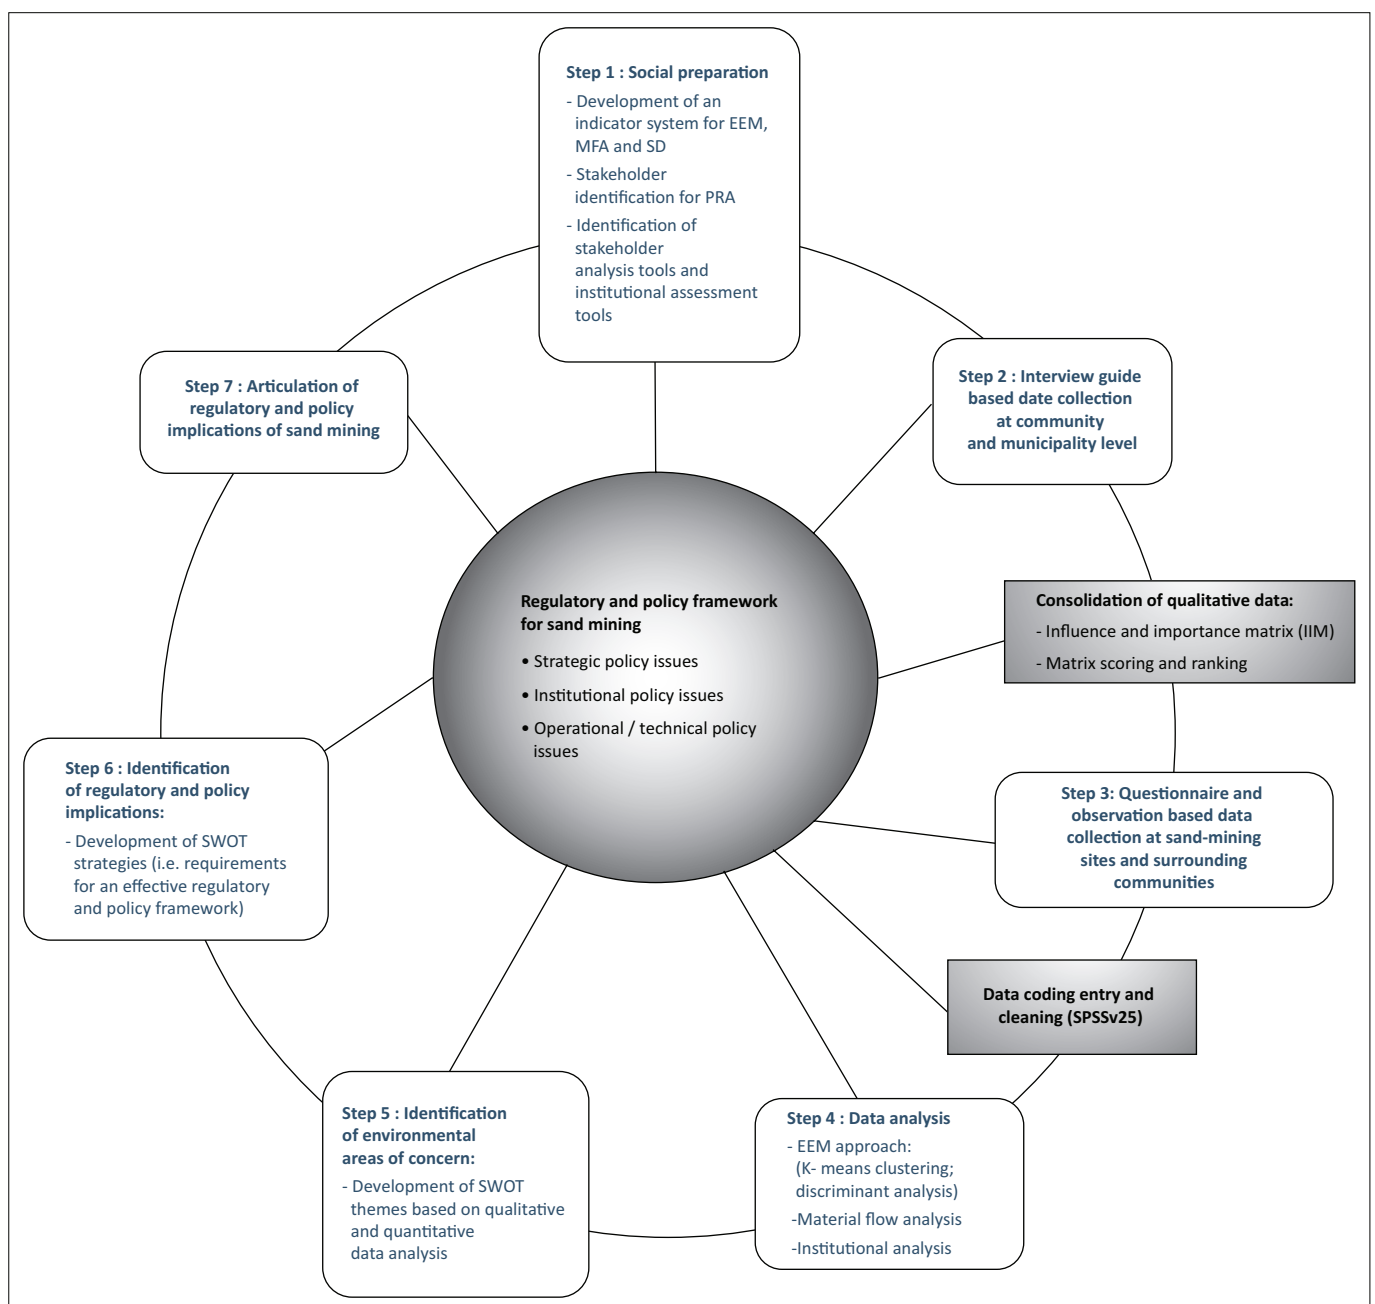 Step 1 : Social preparation
- Development of an
indicator system for EEM,
MFA and SD
- Stakeholder
identification for PRA
- Identification of
stakeholder
analysis tools and
institutional assessment
tools
Step 2 : Interview guide
based date collection
at community
and municipality level
Consolidation of qualitative data:
- Influence and importance matrix (IIM)
- Matrix scoring and ranking
Step 3: Questionnaire and
observation based data
collection at sand-mining
sites and surrounding
communities
Data coding entry and
cleaning (SPSSv25)
Step 4 : Data analysis
- EEM approach:
(K- means clustering;
discriminant analysis)
-Material flow analysis
-Institutional analysis
Step 5 : Identification
of environmental
areas of concern:
- Development of SWOT
themes based on qualitative
and quantitative
data analysis
Step 6 : Identification
of regulatory and policy
implications:
- Development of SWOT
strategies (i.e. requirements
for an effective regulatory
and policy framework)
Step 7 : Articulation of
regulatory and policy
implications of sand mining
Regulatory and policy framework
for sand mining
• Strategic policy issues
• Institutional policy issues
• Operational / technical policy
issues